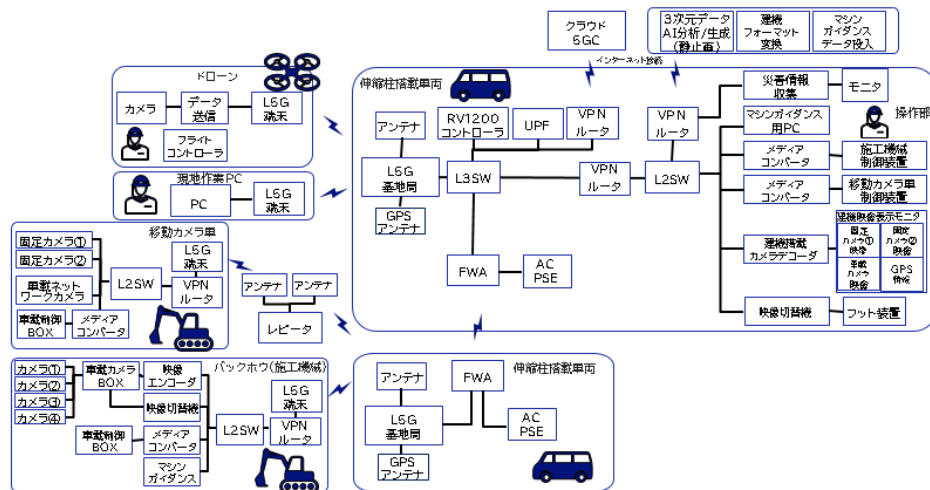 クラウド
5GC
3次元データ
AI分析/生成
(静止画)
建機
フォーマット
変換
マシン
ガイダンス
データ投入
インターネット接続
ドローン
カメラ
データ
送信
L5G
端末
フライト
コントローラ
現地作業PC
PC
L5G
端末
移動カメラ車
固定カメラ①
固定カメラ②
車載ネット
ワークカメラ
車載制御
BOX
メディア
コンバータ
L2SW
L5G
端末
VPN
ルータ
アンテナ
アンテナ
レピータ
バックホウ(施工機械)
カメラ①
カメラ②
カメラ③
カメラ④
車載カメラ
BOX
映像
エンコーダ
映像切替機
車載制御
BOX
メディア
コンバータ
マシン
ガイダンス
L2SW
L5G
端末
VPN
ルータ
伸縮柱搭載車両
アンテナ
RV1200
コントローラ
UPF
VPN
ルータ
L5G
基地局
L3SW
GPS
アンテナ
FWA
AC
PSE
VPN
ルータ
VPN
ルータ
L2SW
災害情報
収集
モニタ
操作部
マシンガイダンス
用PC
メディア
コンバータ
施工機械
制御装置
メディア
コンバータ
移動カメラ車
制御装置
建機搭載
カメラデコーダ
建機映像表示モニタ
固定
カメラ①
映像
固定
カメラ②
映像
車載
カメラ
映像
GPS
情報
映像切替機
フット装置
伸縮柱搭載車両
アンテナ
FWA
L5G
基地局
AC
PSE
GPS
アンテナ